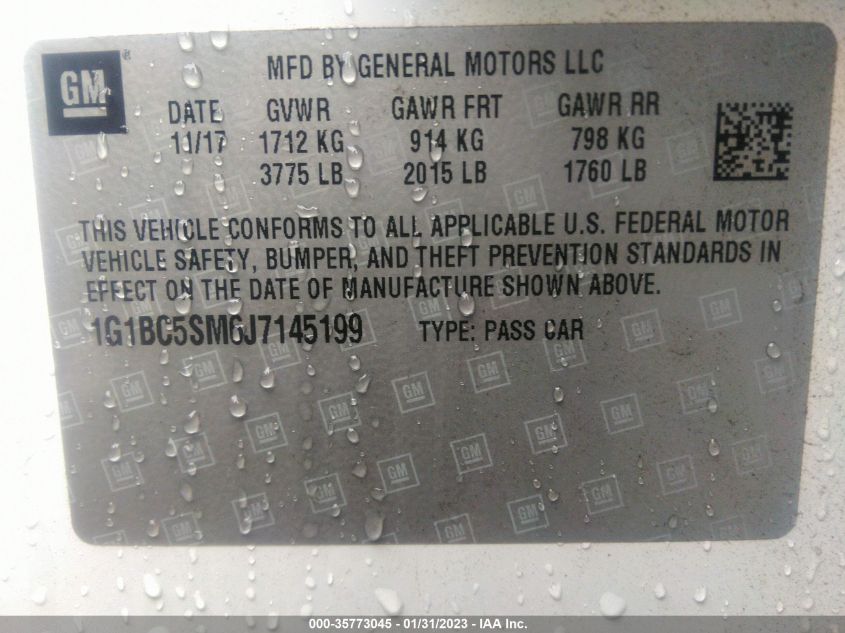 GM
®
MFD BY GENERAL MOTORS LLC
DATE GVWR GAWR FRT GAWR RR
11/17 1712 KG 914 KG 798 KG
3775 LB 2015 LB 1760 LB
THIS VEHICLE CONFORMS TO ALL APPLICABLE U.S. FEDERAL MOTOR
VEHICLE SAFETY, BUMPER, AND THEFT PREVENTION STANDARDS IN
EFFECT ON THE DATE OF MANUFACTURE SHOWN ABOVE.
1G1BC5SM6J7145199 TYPE: PASS CAR
000-35773045 - 01/31/2023 - IAA Inc.